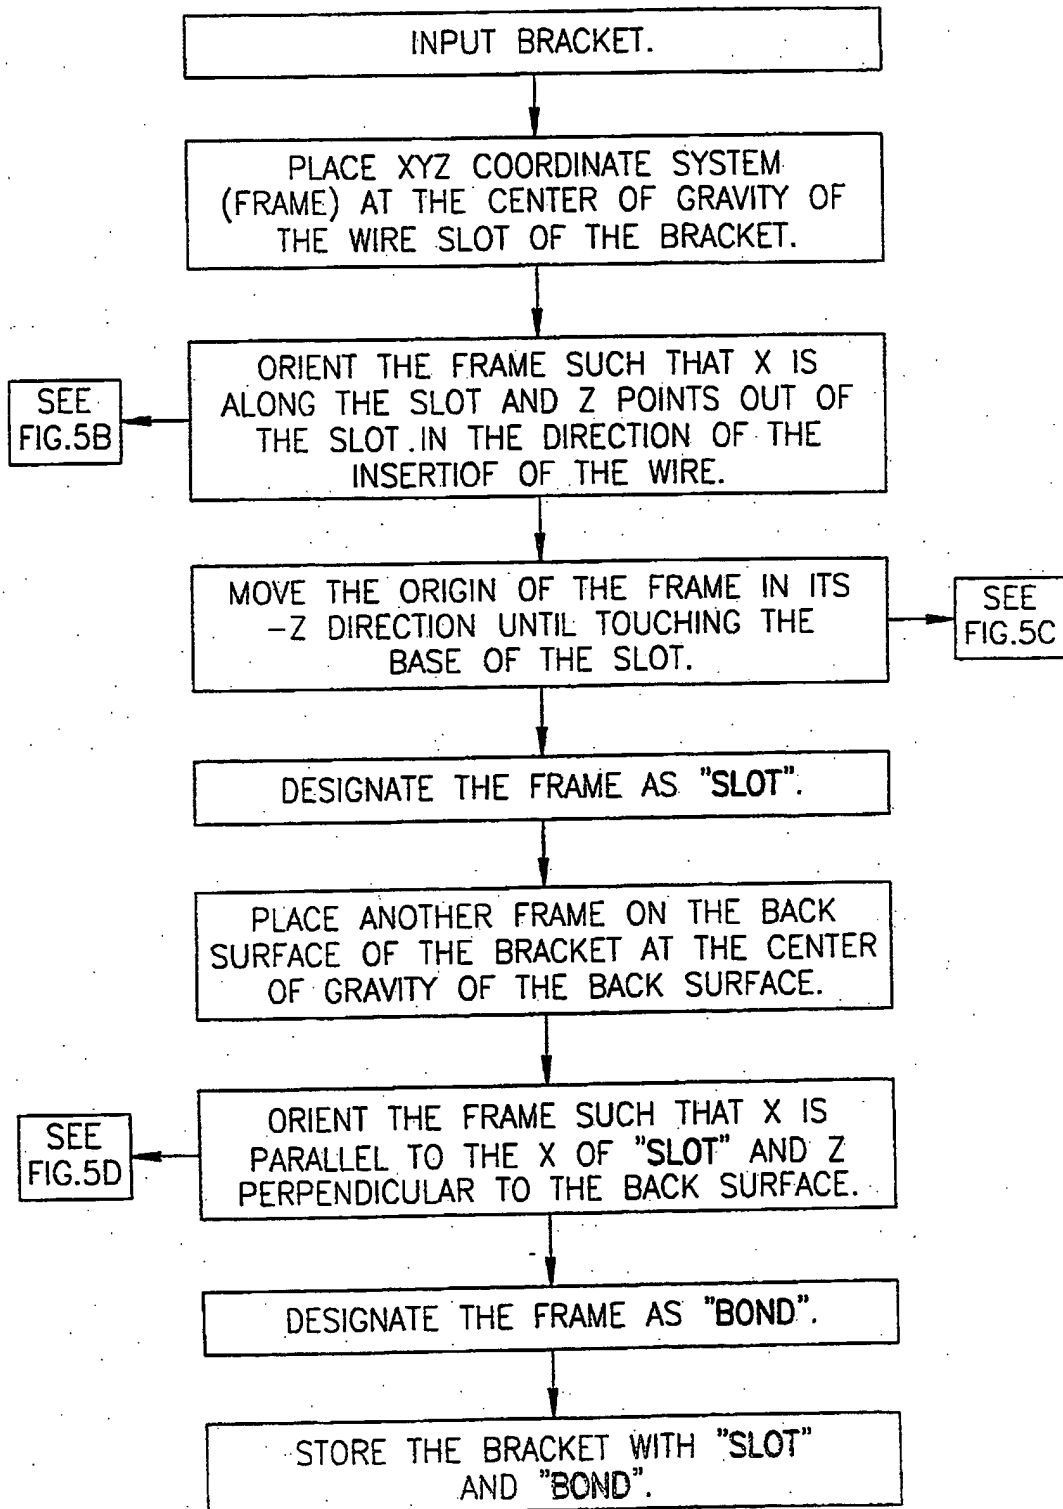 INPUT BRACKET.
PLACE XYZ COORDINATE SYSTEM
(FRAME) AT THE CENTER OF GRAVITY OF
THE WIRE SLOT OF THE BRACKET.
ORIENT THE FRAME SUCH THAT X IS
ALONG THE SLOT AND Z POINTS OUT OF
THE SLOT.IN THE DIRECTION OF THE
INSERTIOF OF THE WIRE.
SEE
FIG.5B
MOVE THE ORIGIN OF THE FRAME IN ITS
-Z DIRECTION UNTIL TOUCHING THE
BASE OF THE SLOT.
SEE
FIG.5C
DESIGNATE THE FRAME AS "SLOT".
PLACE ANOTHER FRAME ON THE BACK
SURFACE OF THE BRACKET AT THE CENTER
OF GRAVITY OF THE BACK SURFACE.
ORIENT THE FRAME SUCH THAT X IS
PARALLEL TO THE X OF "SLOT" AND Z
PERPENDICULAR TO THE BACK SURFACE.
SEE
FIG.5D
DESIGNATE THE FRAME AS "BOND".
STORE THE BRACKET WITH "SLOT"
AND "BOND".